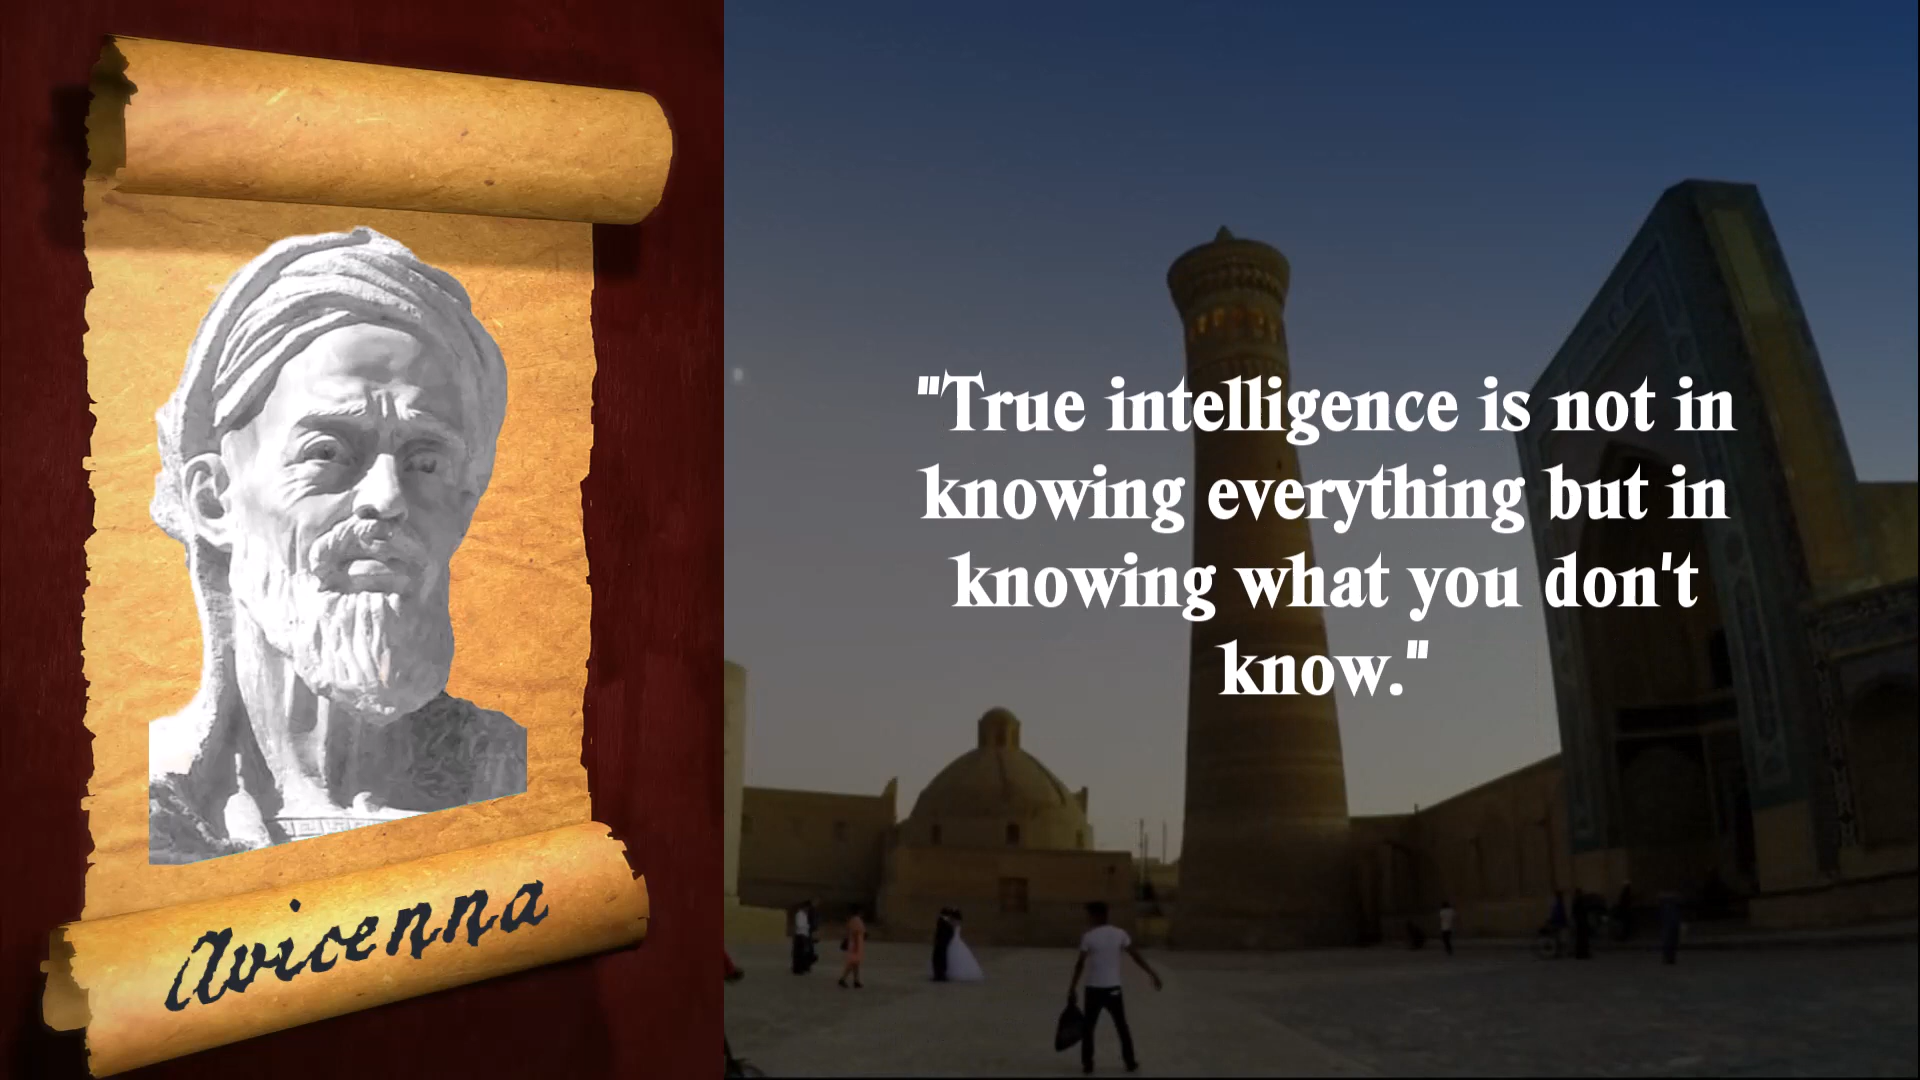 Avicenna
"True intelligence is not in
knowing everything but in
knowing what you don't
know."